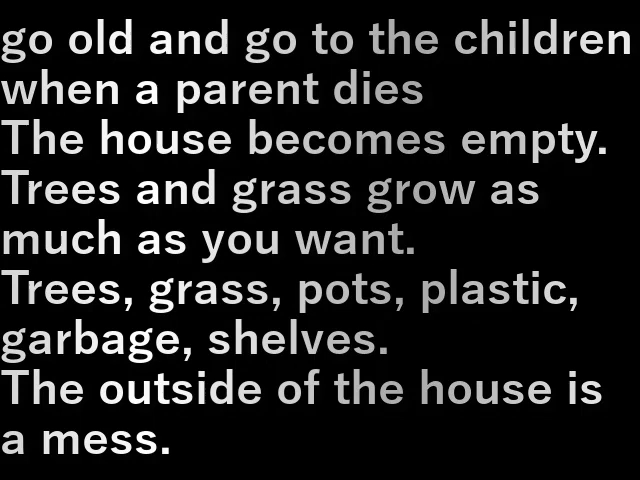 go old and go to the children
when a parent dies
The house becomes empty.
Trees and grass grow as
much as you want.
Trees, grass, pots, plastic,
garbage, shelves.
The outside of the house is
a mess.